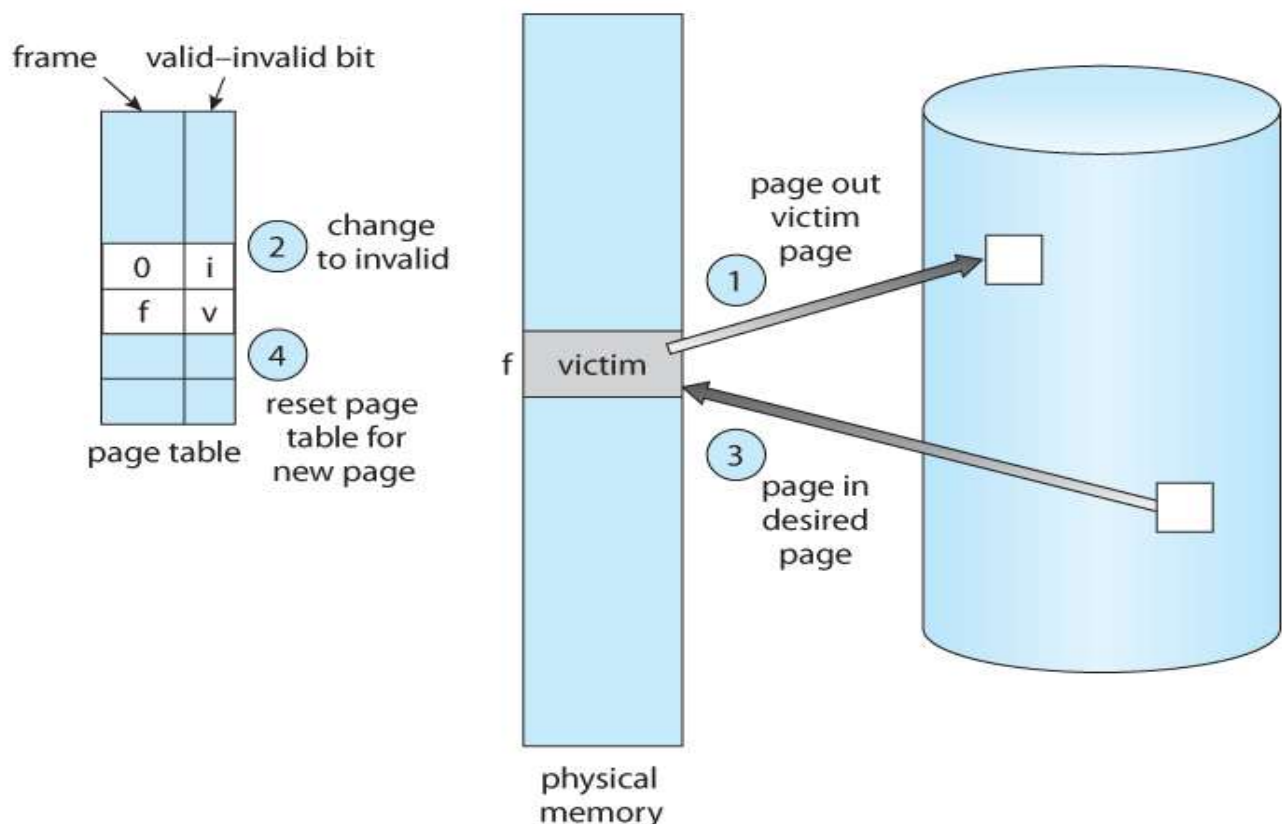 frame
valid–invalid bit
0
i
f
v
2
change
to invalid
4
reset page
table for
new page
page table
f
victim
physical
memory
page out
victim
page
1
3
page in
desired
page